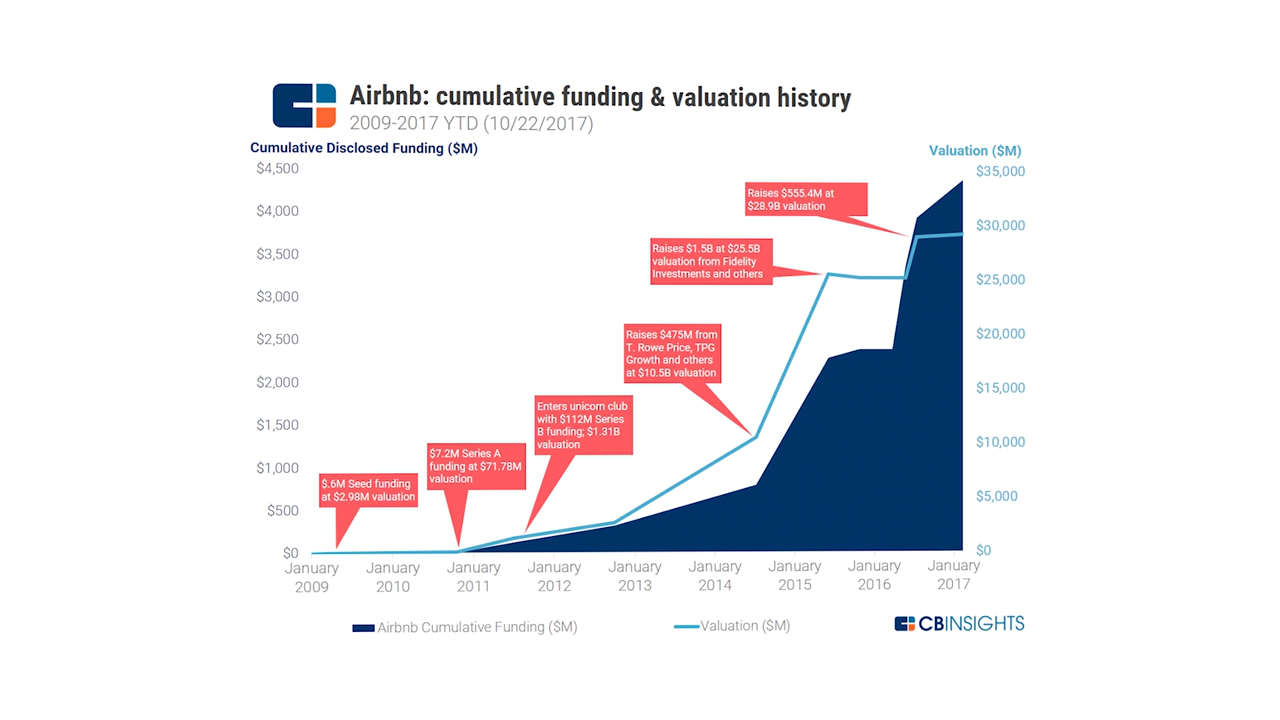 Airbnb: cumulative funding & valuation history
2009-2017 YTD (10/22/2017)
Cumulative Disclosed Funding ($M)
Valuation ($M)
$4,500
$4,000
$3,500
$3,000
$2,500
$2,000
$1,500
$1,000
$500
$0
$35,000
$30,000
$25,000
$20,000
$15,000
$10,000
$5,000
$0
$.6M Seed funding
at $2.98M valuation
$7.2M Series A
funding at $71.78M
valuation
Enters unicorn club
with $112M Series
B funding; $1.31B
valuation
Raises $475M from
T. Rowe Price, TPG
Growth and others
at $10.5B valuation
Raises $1.5B at $25.5B
valuation from Fidelity
Investments and others
Raises $555.4M at
$28.9B valuation
January
2009
January
2010
January
2011
January
2012
January
2013
January
2014
January
2015
January
2016
January
2017
Airbnb Cumulative Funding ($M)
Valuation ($M)
CBINSIGHTS